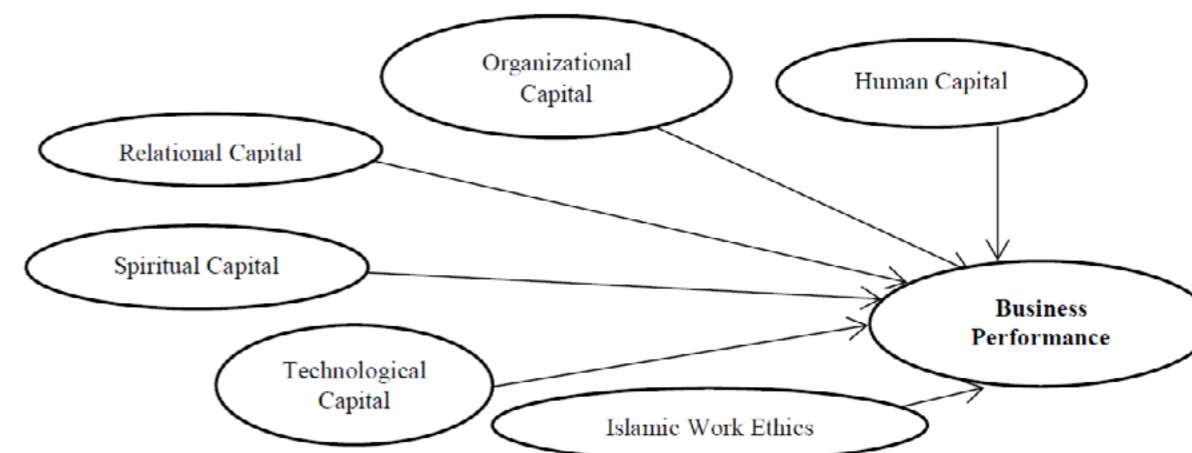 Organizational
Capital
Human Capital
Relational Capital
Spiritual Capital
Business
Performance
Technological
Capital
Islamic Work Ethics